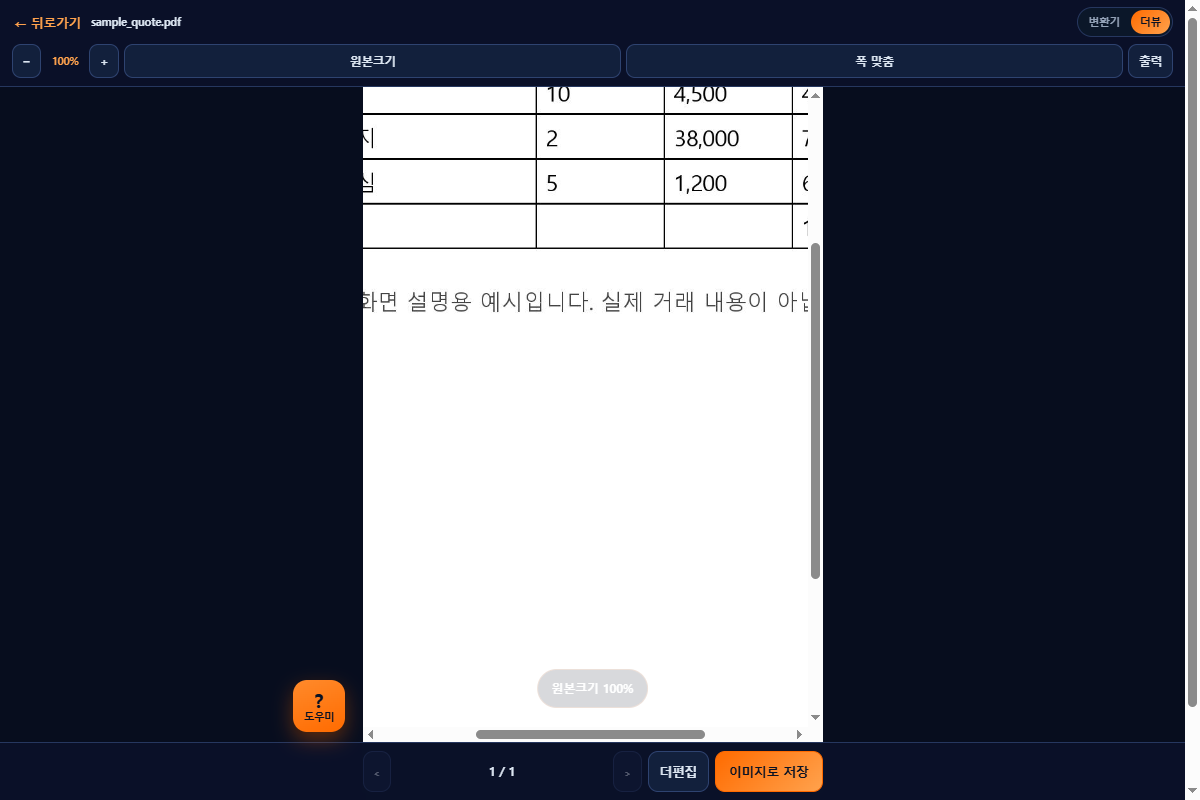 ← 뒤로가기 sample_quote.pdf 변환기 더뷰
− 100% + 원본크기 폭 맞춤 출력
10 4,500
지 2 38,000
심 5 1,200
화면 설명용 예시입니다. 실제 거래 내용이
원본크기 100%
?
도우미
< 1 / 1 > 더편집 이미지로 저장